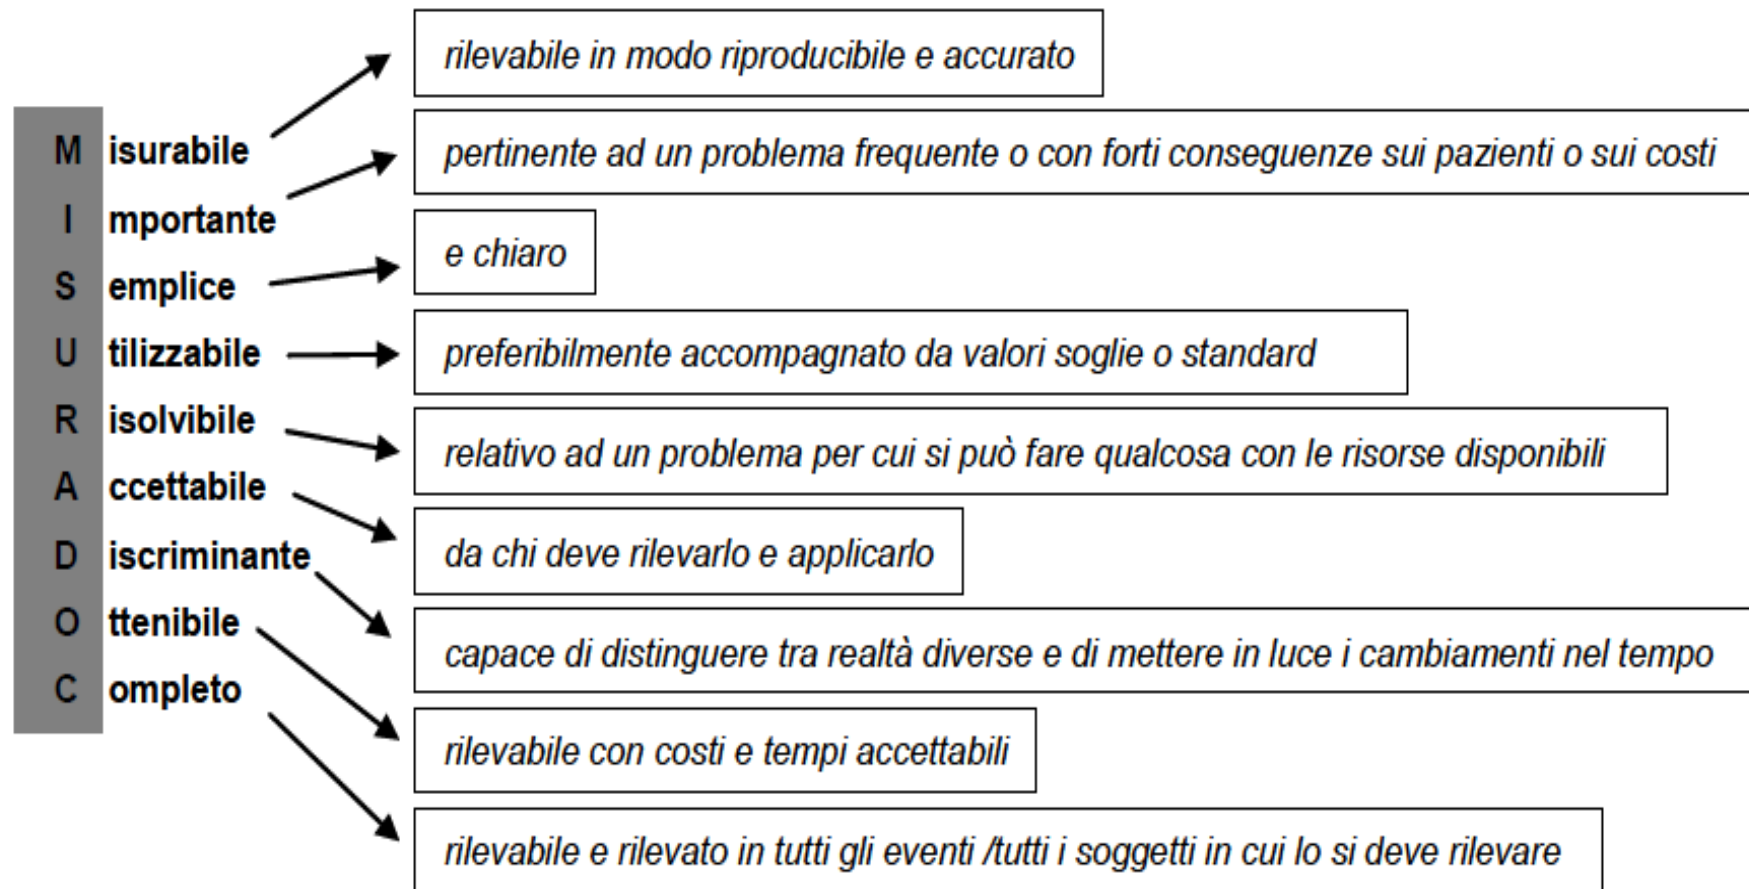 M isurabile
rilevabile in modo riproducibile e accurato
I mportante
pertinente ad un problema frequente o con forti conseguenze sui pazienti o sui costi
S emplice
e chiaro
U tilizzabile
preferibilmente accompagnato da valori soglie o standard
R isolvibile
relativo ad un problema per cui si può fare qualcosa con le risorse disponibili
A ccettabile
da chi deve rilevarlo e applicarlo
D iscriminante
capace di distinguere tra realtà diverse e di mettere in luce i cambiamenti nel tempo
O ttenibile
rilevabile con costi e tempi accettabili
C ompleto
rilevabile e rilevato in tutti gli eventi /tutti i soggetti in cui lo si deve rilevare